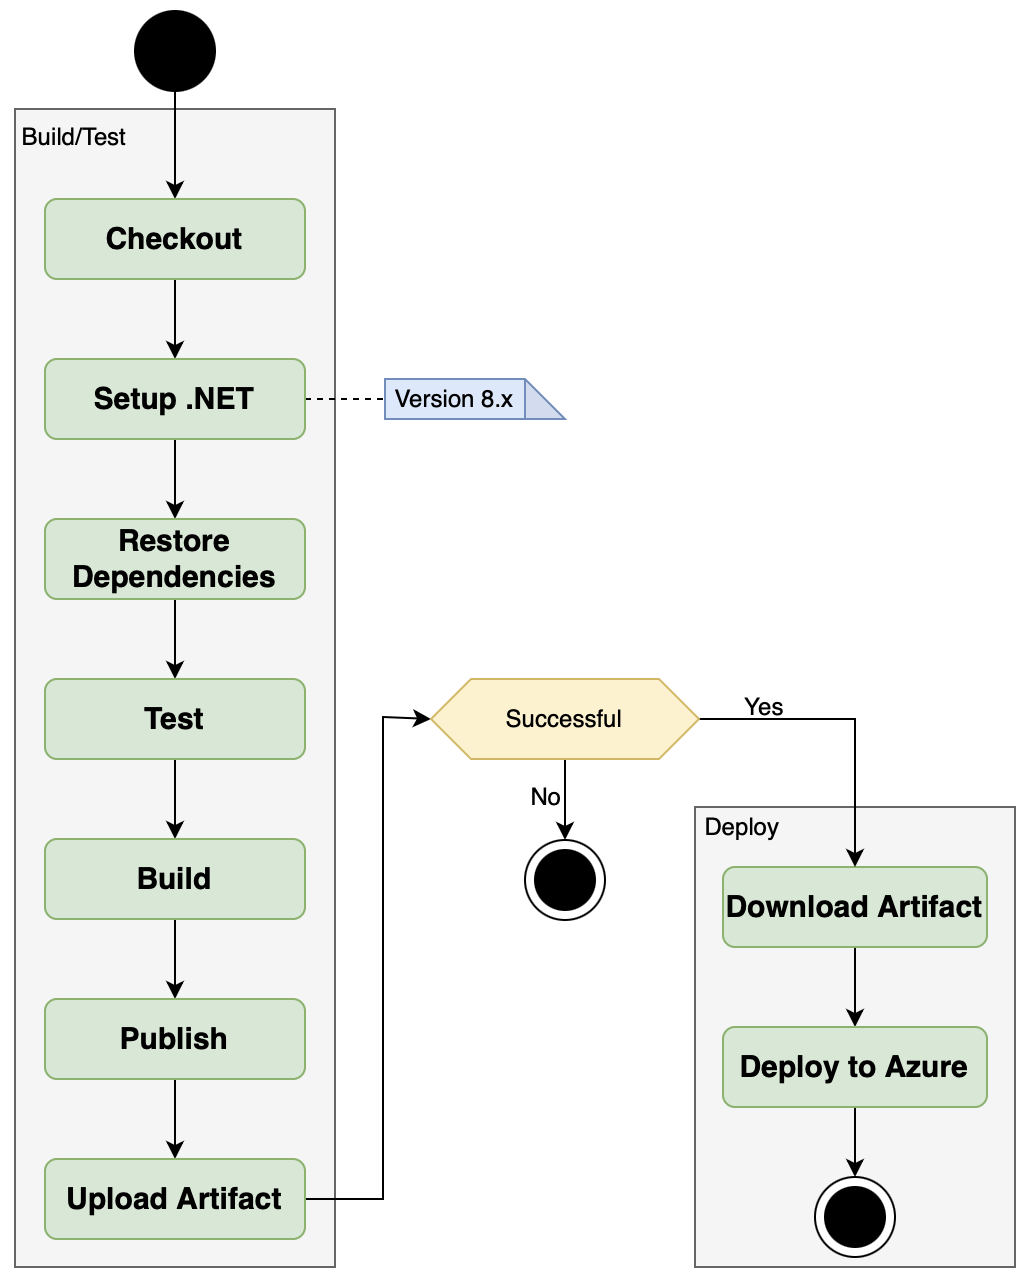 Build/Test
Checkout
Setup .NET
Version 8.x
Restore
Dependencies
Test
Build
Publish
Upload Artifact
Successful
Yes
No
Deploy
Download Artifact
Deploy to Azure